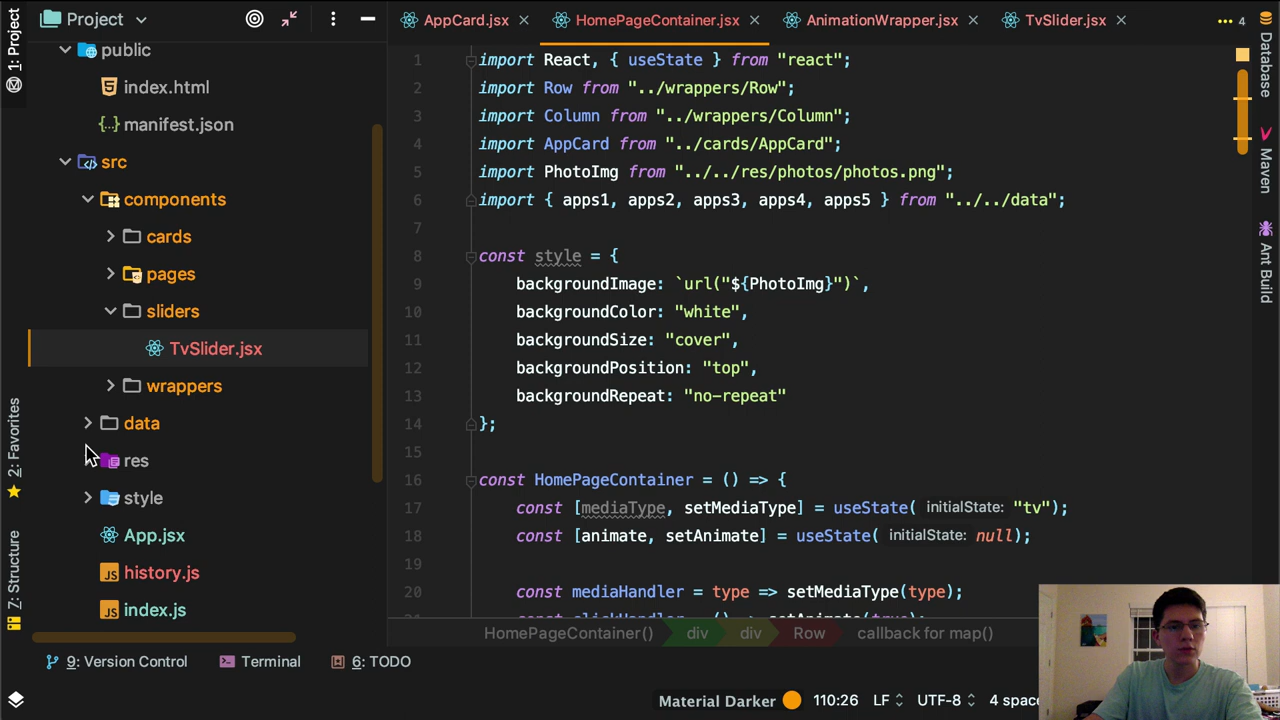 1: Project
2: Favorites
7: Structure
Project
public
index.html
manifest.json
src
components
cards
pages
sliders
TvSlider.jsx
wrappers
data
res
style
App.jsx
history.js
index.js
AppCard.jsx
HomePageContainer.jsx
AnimationWrapper.jsx
TvSlider.jsx
4
1 import React, { useState } from "react";
2 import Row from "../wrappers/Row";
3 import Column from "../wrappers/Column";
4 import AppCard from "../cards/AppCard";
5 import PhotoImg from "../../res/photos/photos.png";
6 import { apps1, apps2, apps3, apps4, apps5 } from "../../data";
7
8 const style = {
9 backgroundImage: `url("${PhotoImg}")`,
10 backgroundColor: "white",
11 backgroundSize: "cover",
12 backgroundPosition: "top",
13 backgroundRepeat: "no-repeat"
14 };
15
16 const HomePageContainer = () => {
17 const [mediaType, setMediaType] = useState( initialState: "tv");
18 const [animate, setAnimate] = useState( initialState: null);
19
20 const mediaHandler = type => setMediaType(type);
HomePageContainer() div div Row callback for map()
Database
Maven
Ant Build
9: Version Control Terminal 6: TODO
Material Darker 110:26 LF UTF-8 4 spac